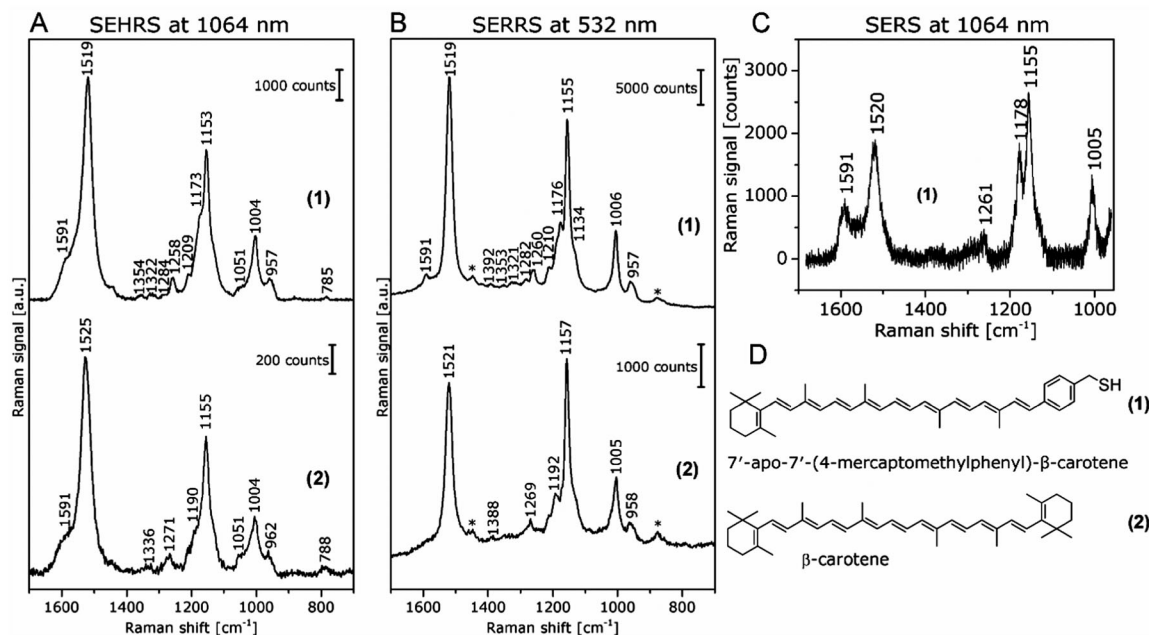 A
SEHRS at 1064 nm
1519
1000 counts
1591
1354
1322
1284
1258
1209
1173
1153
1051
1004
957
785
(1)
Raman signal [a.u.]
1525
200 counts
1591
1336
1271
1190
1155
1051
1004
962
788
(2)
Raman signal [a.u.]
1600 1400 1200 1000 800
Raman shift [cm-1]
B
SERRS at 532 nm
1519
5000 counts
1591
*
1392
1353
1321
1282
1260
1210
1176
1155
1134
1006
957
*
(1)
Raman signal [a.u.]
1521
1000 counts
*
1388
1269
1192
1157
1005
958
*
(2)
Raman signal [a.u.]
1600 1400 1200 1000 800
Raman shift [cm-1]
C
SERS at 1064 nm
3000
2000
1000
0
Raman signal [counts]
1591
1520
(1)
1261
1178
1155
1005
1600 1400 1200 1000
Raman shift [cm-1]
D
SH
(1)
7′-apo-7′-(4-mercaptomethylphenyl)-β-carotene
(2)
β-carotene